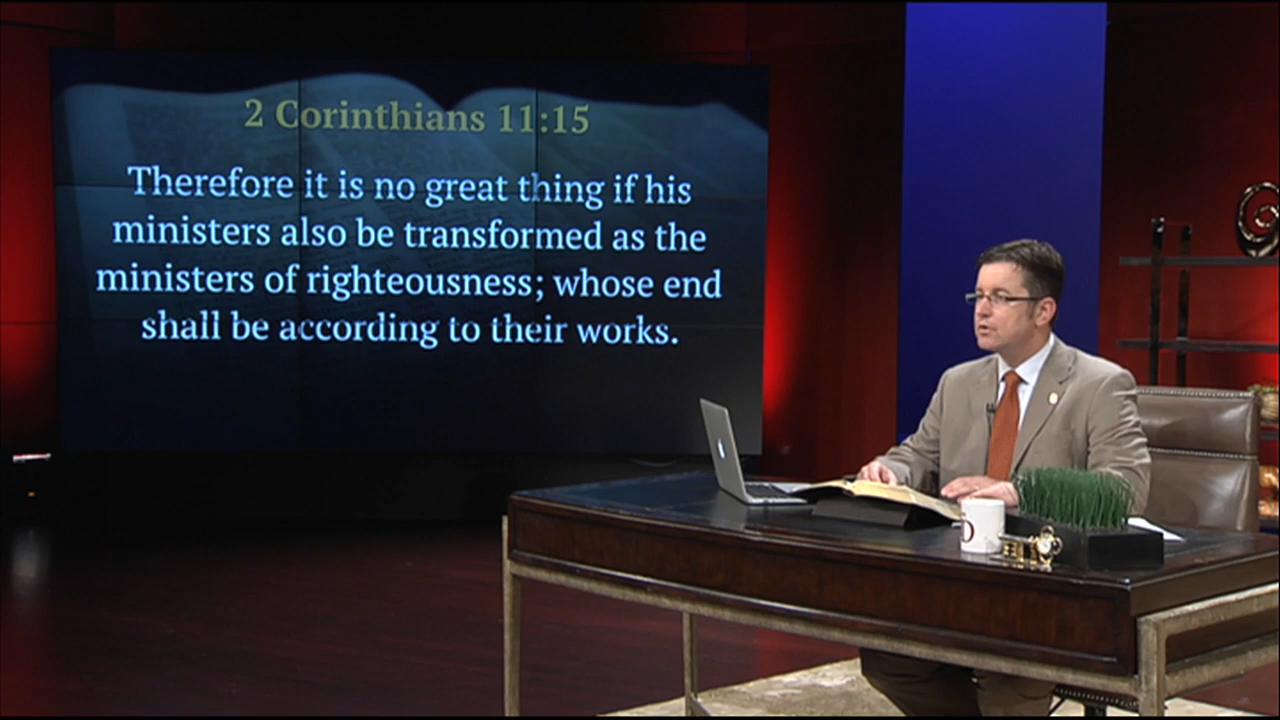 2 Corinthians 11:15
Therefore it is no great thing if his
ministers also be transformed as the
ministers of righteousness; whose end
shall be according to their works.